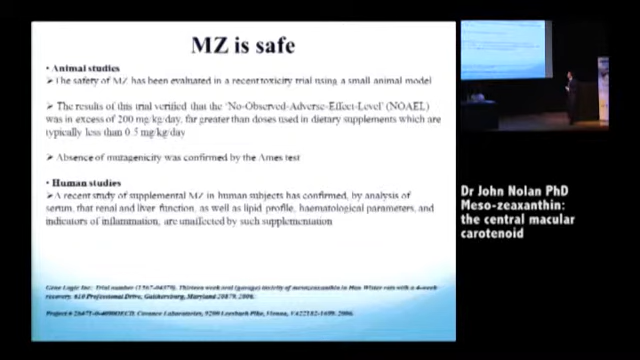 MZ is safe
• Animal studies
➤ The safety of MZ has been evaluated in a recent toxicity trial using a small animal model
➤ The results of this trial verified that the 'No-Observed-Adverse-Effect-Level' (NOAEL)
was in excess of 200 mg/kg/day, far greater than doses used in dietary supplements which are
typically less than 0.5 mg/kg/day
➤ Absence of mutagenicity was confirmed by the Ames test
• Human studies
➤ A recent study of supplemental MZ in human subjects has confirmed, by analysis of
serum, that renal and liver function, as well as lipid profile, haematological parameters, and
indicators of inflammation, are unaffected by such supplementation
Gene Logic Inc: Trial number Thirteen week oral (gavage) toxicity of mesozeaxanthin in Han Wistar rats with a 4-week
recovery. 610 Professional Drive, Gaithersburg, Maryland 20879, 2006.
Covance Laboratories, 9200 Leesburg Pike, Vienna, 2006.
Dr John Nolan PhD
Meso-zeaxanthin:
the central macular
carotenoid